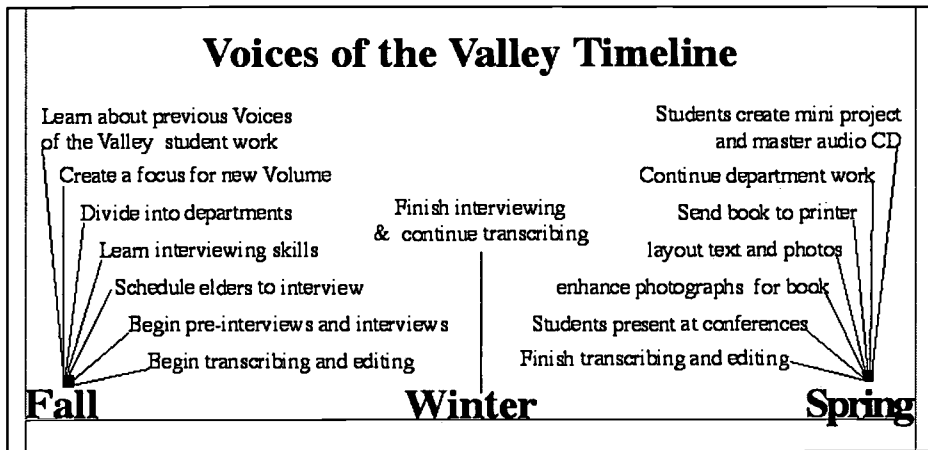 Voices of the Valley Timeline
Learn about previous Voices
of the Valley student work
Create a focus for new Volume
Divide into departments
Learn interviewing skills
Schedule elders to interview
Begin pre-interviews and interviews
Begin transcribing and editing
Fall
Finish interviewing
& continue transcribing
Winter
Students create mini project
and master audio CD
Continue department work
Send book to printer
layout text and photos
enhance photographs for book
Students present at conferences
Finish transcribing and editing
Spring